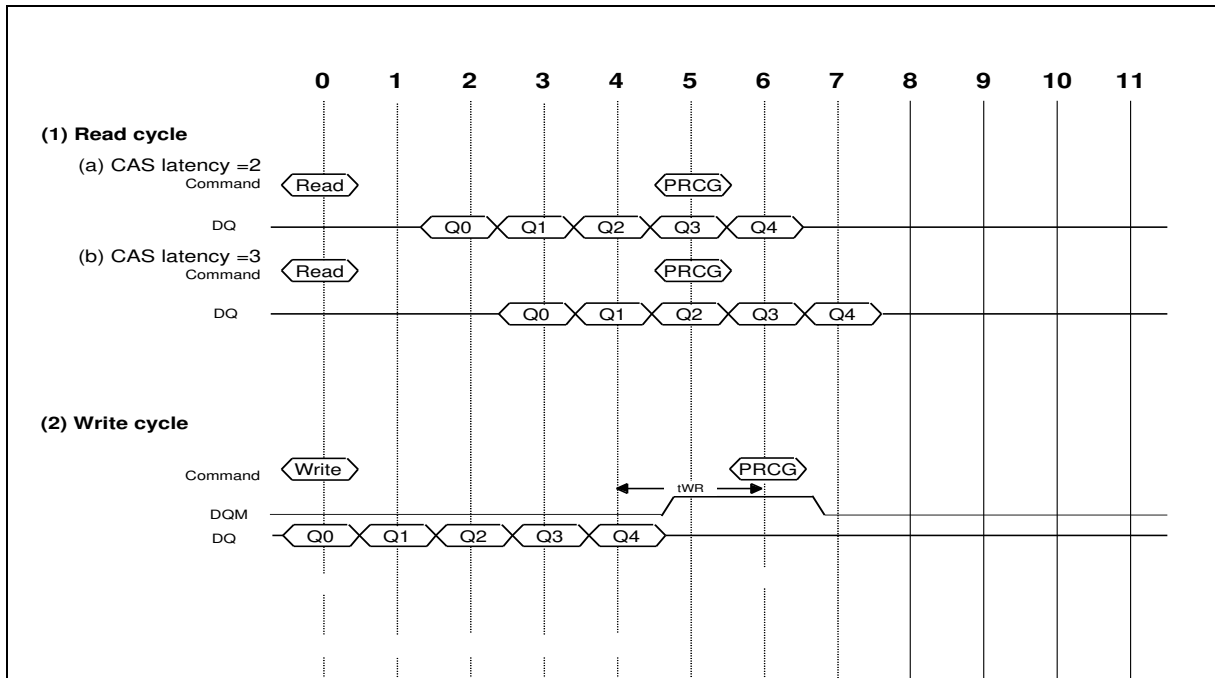 0 1 2 3 4 5 6 7 8 9 10 11
(1) Read cycle
(a) CAS latency =2
Command Read PRCG
DQ Q0 Q1 Q2 Q3 Q4
(b) CAS latency =3
Command Read PRCG
DQ Q0 Q1 Q2 Q3 Q4
(2) Write cycle
Command Write PRCG
tWR
DQM
DQ Q0 Q1 Q2 Q3 Q4